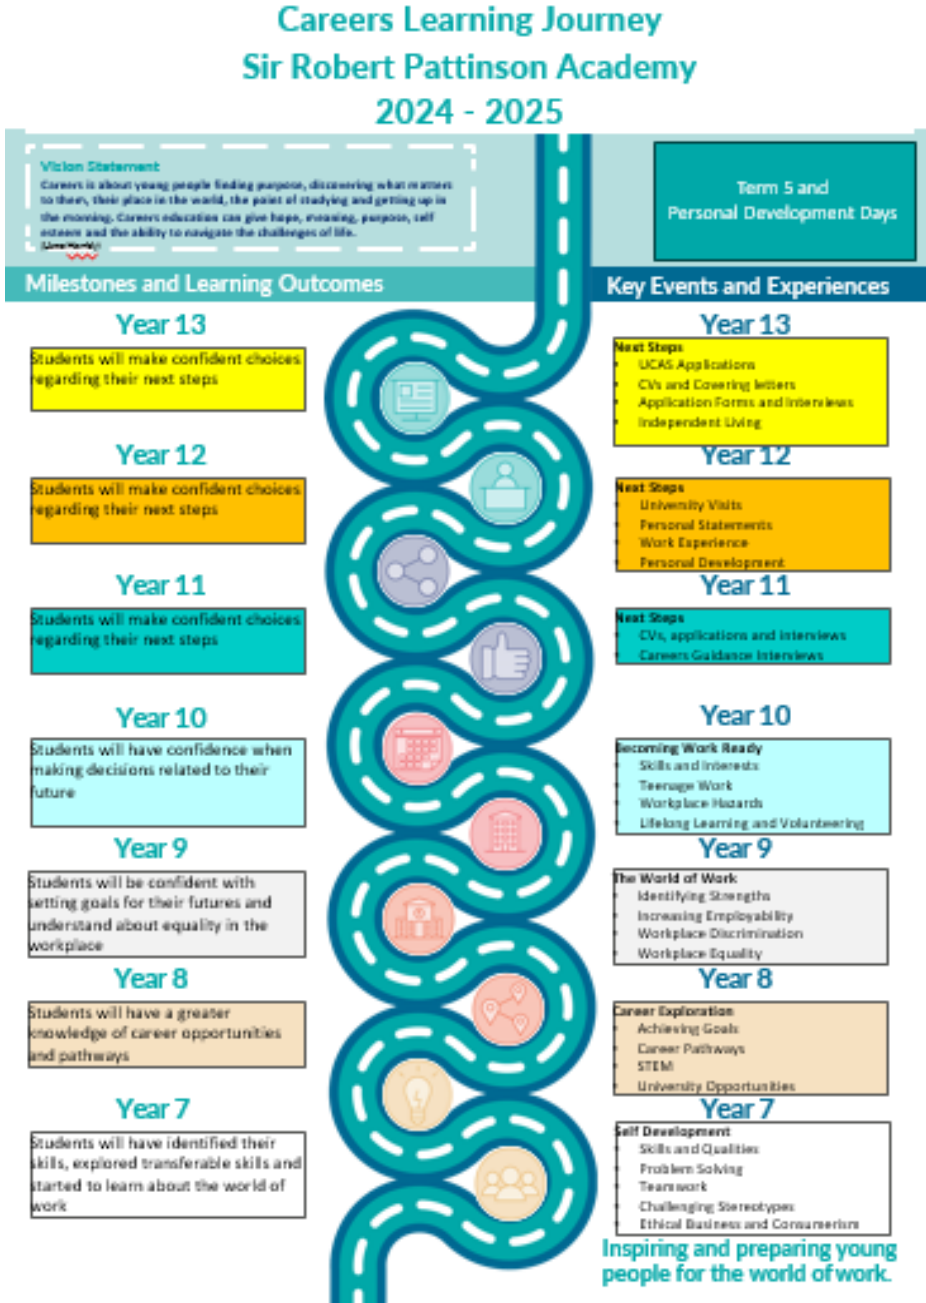 Careers Learning Journey
Sir Robert Pattinson Academy
2024 - 2025
Vision Statement
Careers is about young people finding purpose, discovering what matters
to them, their place in the world, the point of studying and getting up in
the morning. Careers education can give hope, meaning, purpose, self
esteem and the ability to navigate the challenges of life.
Term 5 and
Personal Development Days
Milestones and Learning Outcomes
Key Events and Experiences
Year 13
Students will make confident choices
regarding their next steps
Year 13
Next Steps
• UCAS Applications
• CVs and Covering letters
• Application Forms and Interviews
• Independent Living
Year 12
Students will make confident choices
regarding their next steps
Year 12
Next Steps
• University Visits
• Personal Statements
• Work Experience
• Personal Development
Year 11
Students will make confident choices
regarding their next steps
Year 11
Next Steps
• CVs, applications and interviews
• Careers Guidance Interviews
Year 10
Students will have confidence when
making decisions related to their
future
Year 10
Becoming Work Ready
• Skills and Interests
• Teenage Work
• Workplace Hazards
• Lifelong Learning and Volunteering
Year 9
Students will be confident with
setting goals for their futures and
understand about equality in the
workplace
Year 9
The World of Work
• Identifying Strengths
• Increasing Employability
• Workplace Discrimination
• Workplace Equality
Year 8
Students will have a greater
knowledge of career opportunities
and pathways
Year 8
Career Exploration
• Achieving Goals
• Career Pathways
• STEM
• University Opportunities
Year 7
Students will have identified their
skills, explored transferable skills and
started to learn about the world of
work
Year 7
Self Development
• Skills and Qualities
• Problem Solving
• Teamwork
• Challenging Stereotypes
• Ethical Business and Consumerism
Inspiring and preparing young
people for the world of work.